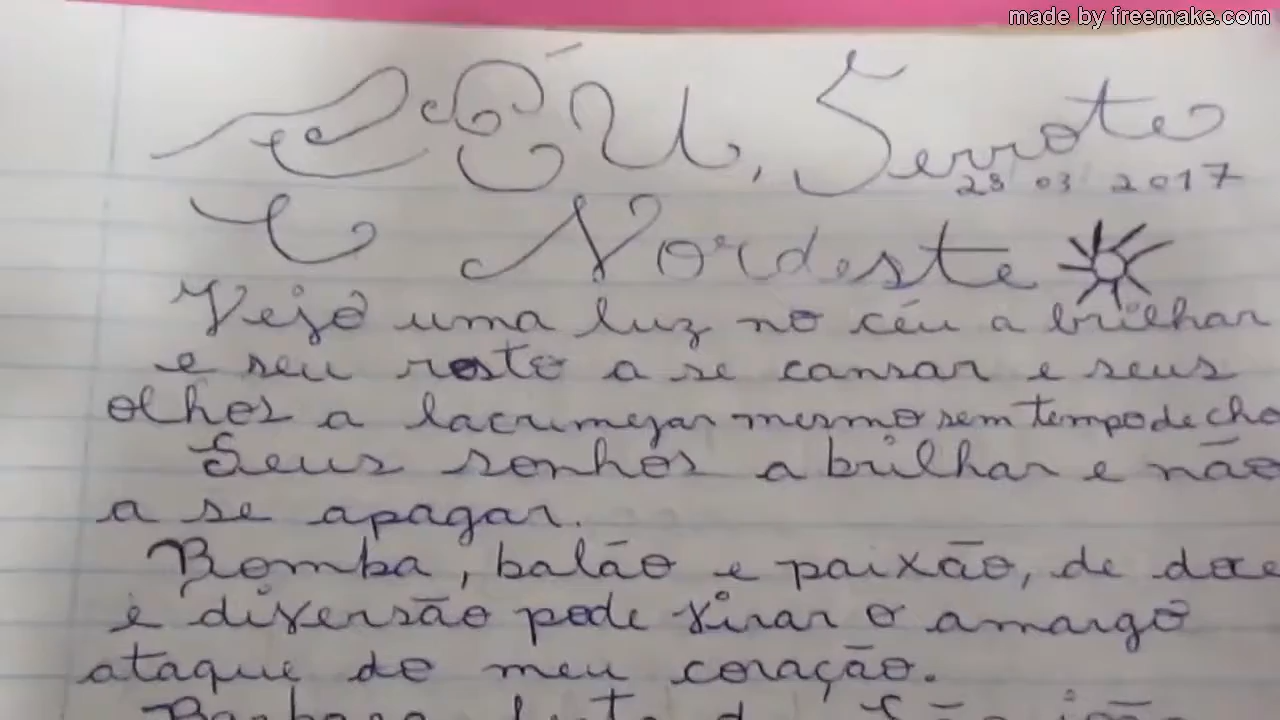 made by freemake.com
CÉU, Serrote
28 03 2017
e Nordeste
Vejo uma luz no céu a brilhar
e seu rosto a se cansar e seus
olhos a lacrimejar mesmo sem tempo de cho
Seus sonhos a brilhar e não
a se apagar.
Bomba, balão e paixão, de doce
e diversão pode virar o amargo
ataque do meu coração.